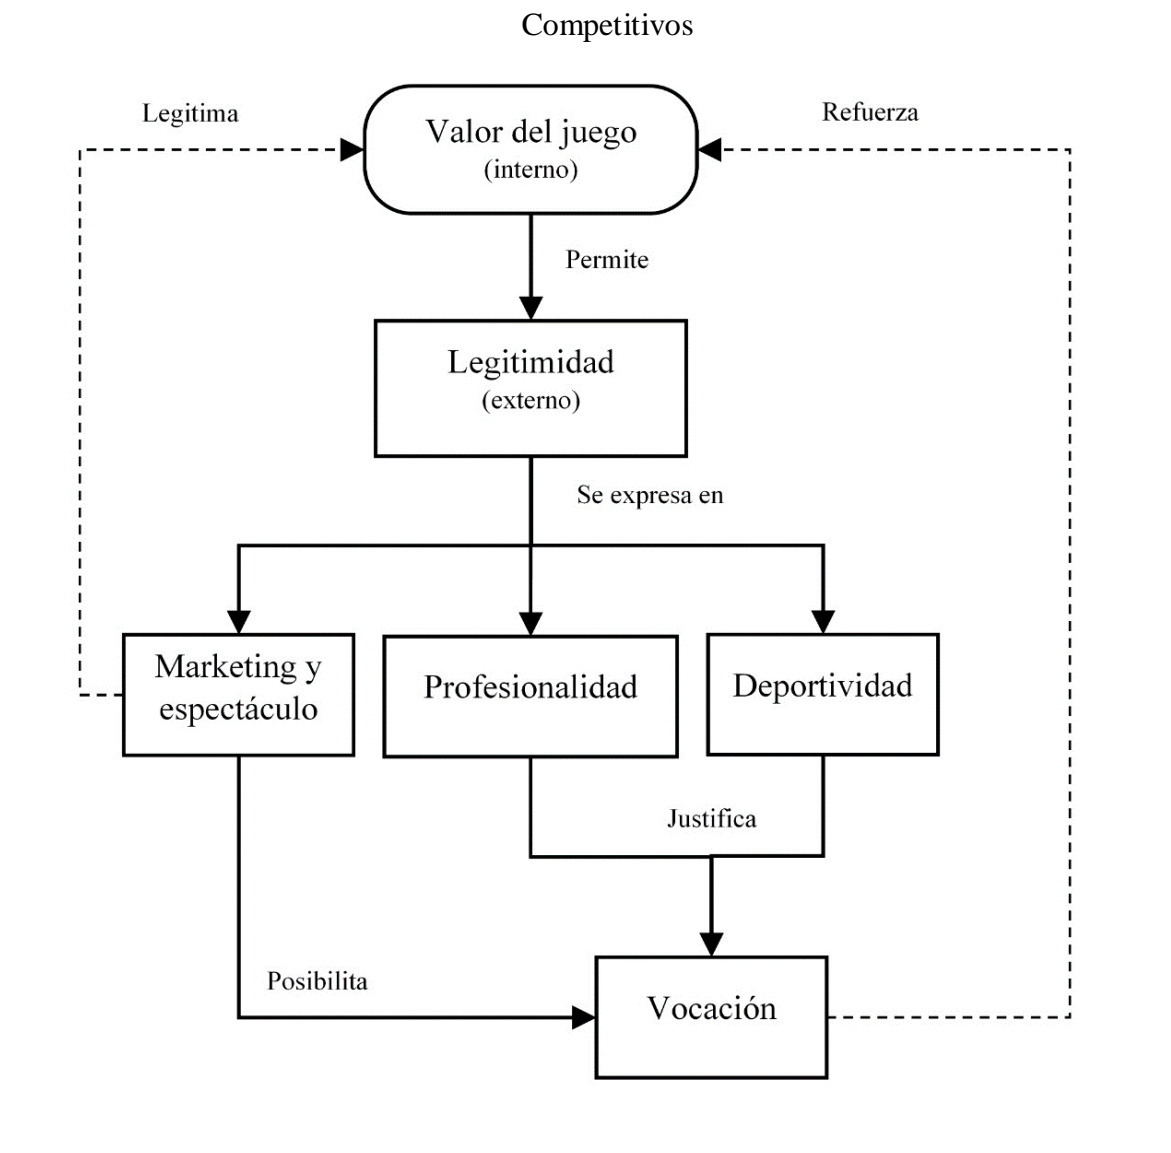 Competitivos
Legitima
Refuerza
Valor del juego
(interno)
Permite
Legitimidad
(externo)
Se expresa en
Marketing y
espectáculo
Profesionalidad
Deportividad
Justifica
Posibilita
Vocación